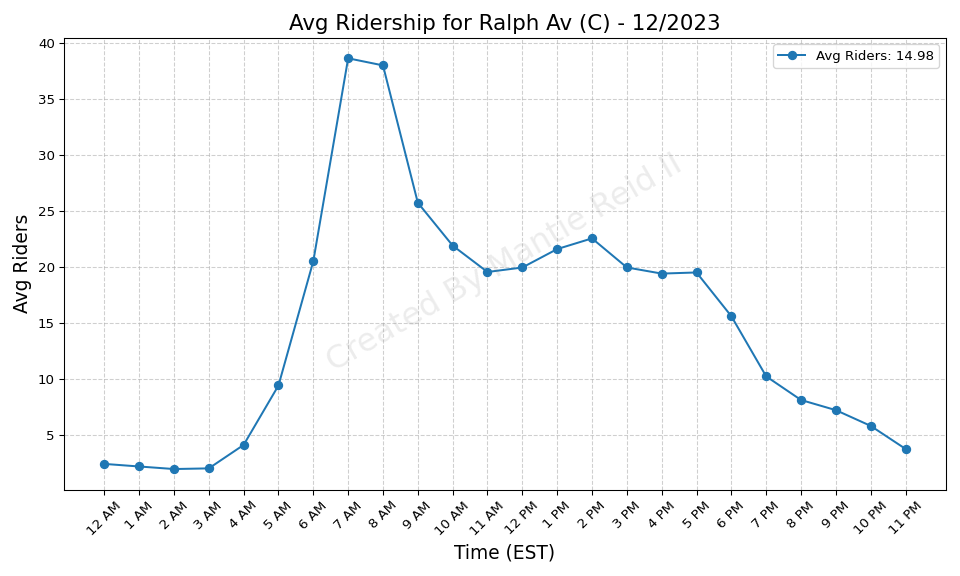 Avg Ridership for Ralph Av (C) - 12/2023
Avg Riders: 14.98
Avg Riders
40
35
30
25
20
15
10
5
Created By Mantie Reid II
12 AM
1 AM
2 AM
3 AM
4 AM
5 AM
6 AM
7 AM
8 AM
9 AM
10 AM
11 AM
12 PM
1 PM
2 PM
3 PM
4 PM
5 PM
6 PM
7 PM
8 PM
9 PM
10 PM
11 PM
Time (EST)